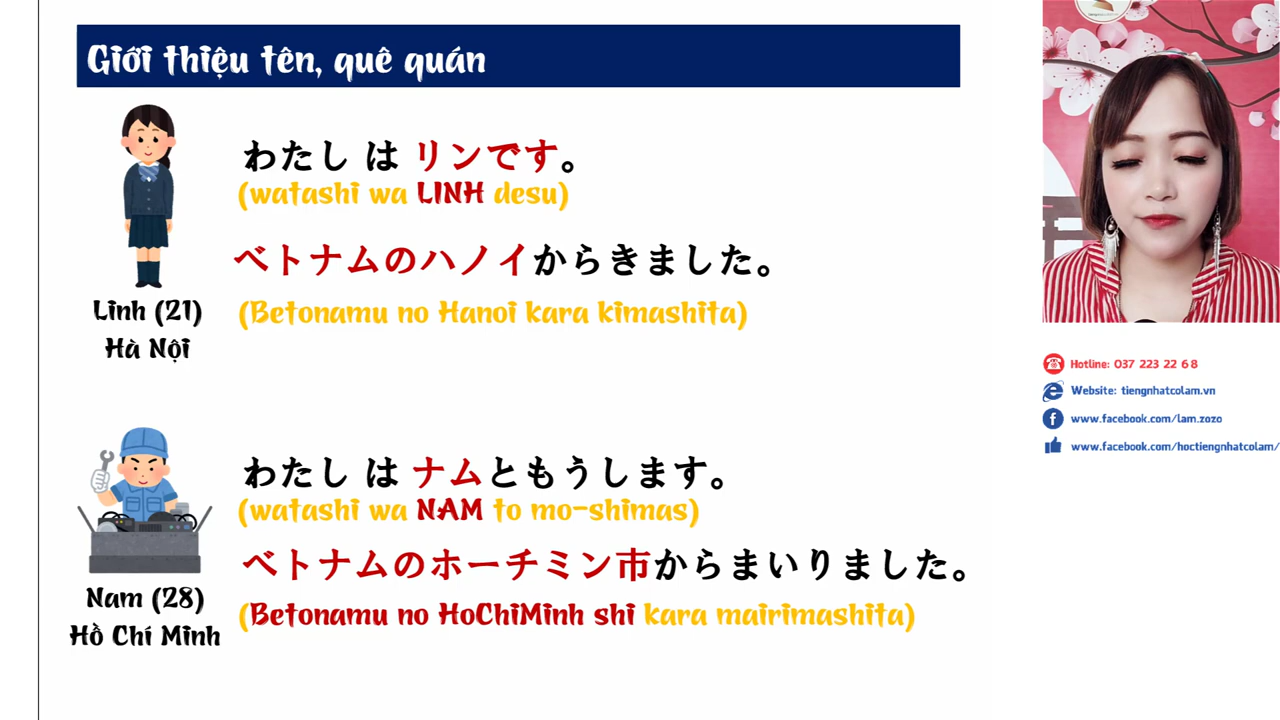 Giới thiệu tên, quê quán
わたし は リンです。
(watashi wa LINH desu)
ベトナムのハノイからきました。
(Betonamu no Hanoi kara kimashita)
Linh (21)
Hà Nội
わたし は ナムともうします。
(watashi wa NAM to mo-shimas)
ベトナムのホーチミン市からまいりました。
(Betonamu no HoChiMinh shi kara mairimashita)
Nam (28)
Hồ Chí Minh
Hotline: 037 223 22 6 8
Website: tiengnhatcolam.vn
www.facebook.com/lam.zozo
www.facebook.com/hoctiengnhatcolam/